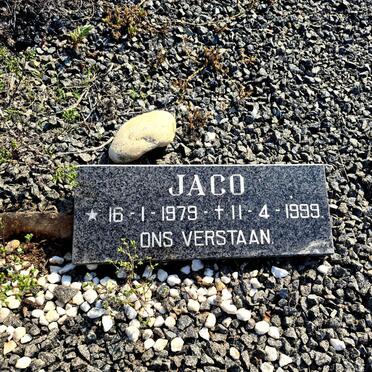 JACO
★ 16-1-1979 - ✝ 11-4-1999
ONS VERSTAAN